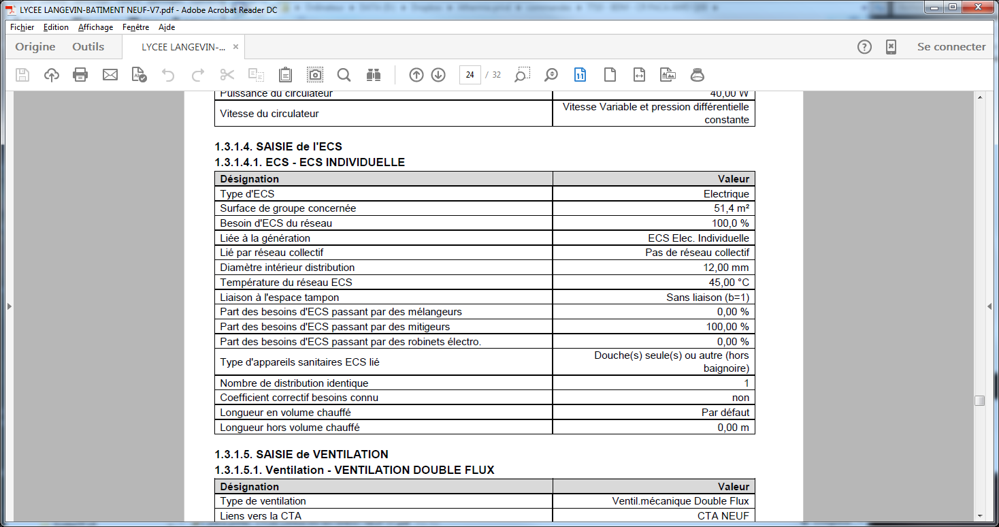 LYCEE LANGEVIN-BATIMENT NEUF-V7.pdf - Adobe Acrobat Reader DC
Fichier Edition Affichage Fenêtre Aide
Origine Outils LYCEE LANGEVIN-... × Se connecter
24 / 32
Puissance du circulateur 40,00 W
Vitesse du circulateur Vitesse Variable et pression différentielle
constante
1.3.1.4. SAISIE de l'ECS
1.3.1.4.1. ECS - ECS INDIVIDUELLE
Désignation Valeur
Type d'ECS Electrique
Surface de groupe concernée 51,4 m²
Besoin d'ECS du réseau 100,0 %
Liée à la génération ECS Elec. Individuelle
Lié par réseau collectif Pas de réseau collectif
Diamètre intérieur distribution 12,00 mm
Température du réseau ECS 45,00 °C
Liaison à l'espace tampon Sans liaison (b=1)
Part des besoins d'ECS passant par des mélangeurs 0,00 %
Part des besoins d'ECS passant par des mitigeurs 100,00 %
Part des besoins d'ECS passant par des robinets électro. 0,00 %
Type d'appareils sanitaires ECS lié Douche(s) seule(s) ou autre (hors
baignoire)
Nombre de distribution identique 1
Coefficient correctif besoins connu non
Longueur en volume chauffé Par défaut
Longueur hors volume chauffé 0,00 m
1.3.1.5. SAISIE de VENTILATION
1.3.1.5.1. Ventilation - VENTILATION DOUBLE FLUX
Désignation Valeur
Type de ventilation Ventil.mécanique Double Flux
Liens vers la CTA CTA NEUF